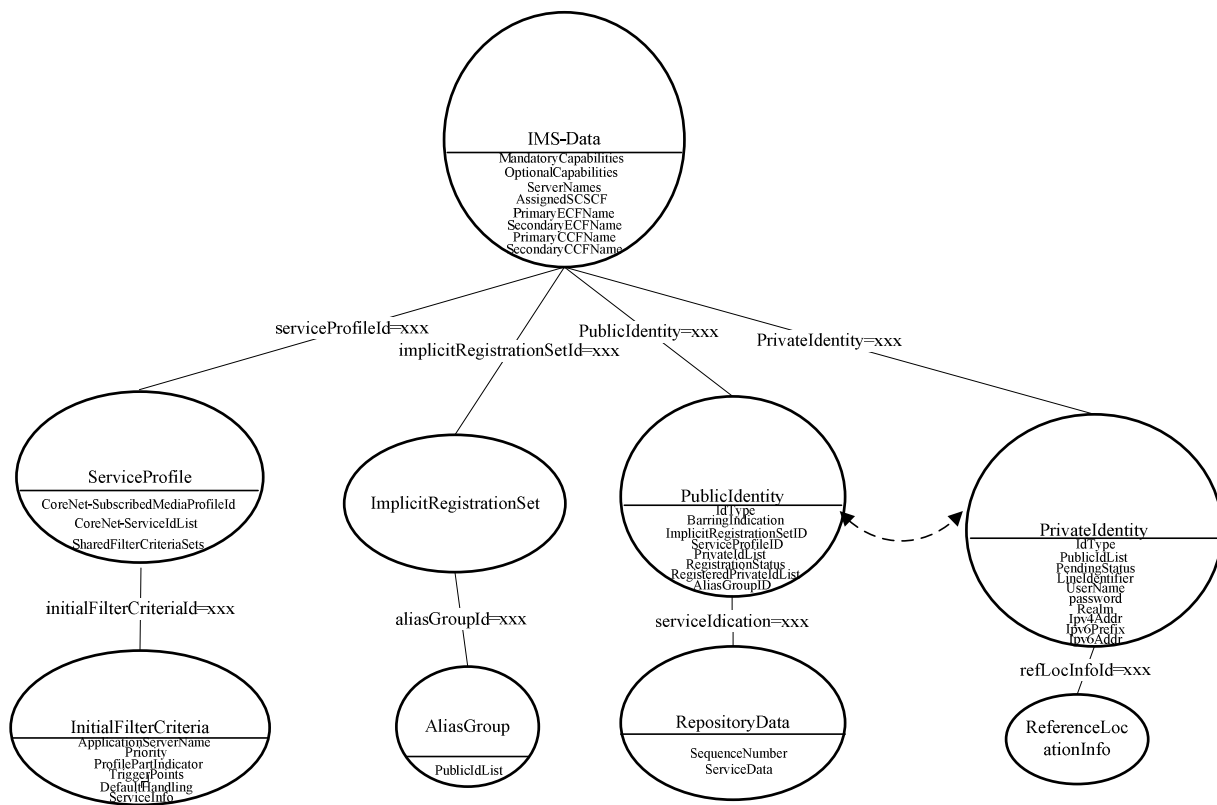 IMS-Data
MandatoryCapabilities
OptionalCapabilities
ServerNames
AssignedSCSCF
PrimaryECFName
SecondaryECFName
PrimaryCCFName
SecondaryCCFName
serviceProfileId=xxx
implicitRegistrationSetId=xxx
PublicIdentity=xxx
PrivateIdentity=xxx
ServiceProfile
CoreNet-SubscribedMediaProfileId
CoreNet-ServiceIdList
SharedFilterCriteriaSets
ImplicitRegistrationSet
PublicIdentity
IdType
BarringIndication
ImplicitRegistrationSetID
ServiceProfileID
PrivateIdList
RegistrationStatus
RegisteredPrivateIdList
AliasGroupID
PrivateIdentity
IdType
PublicIdList
PendingStatus
LineIdentifier
UserName
password
Realm
Ipv4Addr
Ipv6Prefix
Ipv6Addr
initialFilterCriteriaId=xxx
aliasGroupId=xxx
serviceIdication=xxx
refLocInfoId=xxx
InitialFilterCriteria
ApplicationServerName
Priority
ProfilePartIndicator
TriggerPoints
DefaultHandling
ServiceInfo
AliasGroup
PublicIdList
RepositoryData
SequenceNumber
ServiceData
ReferenceLoc
ationInfo